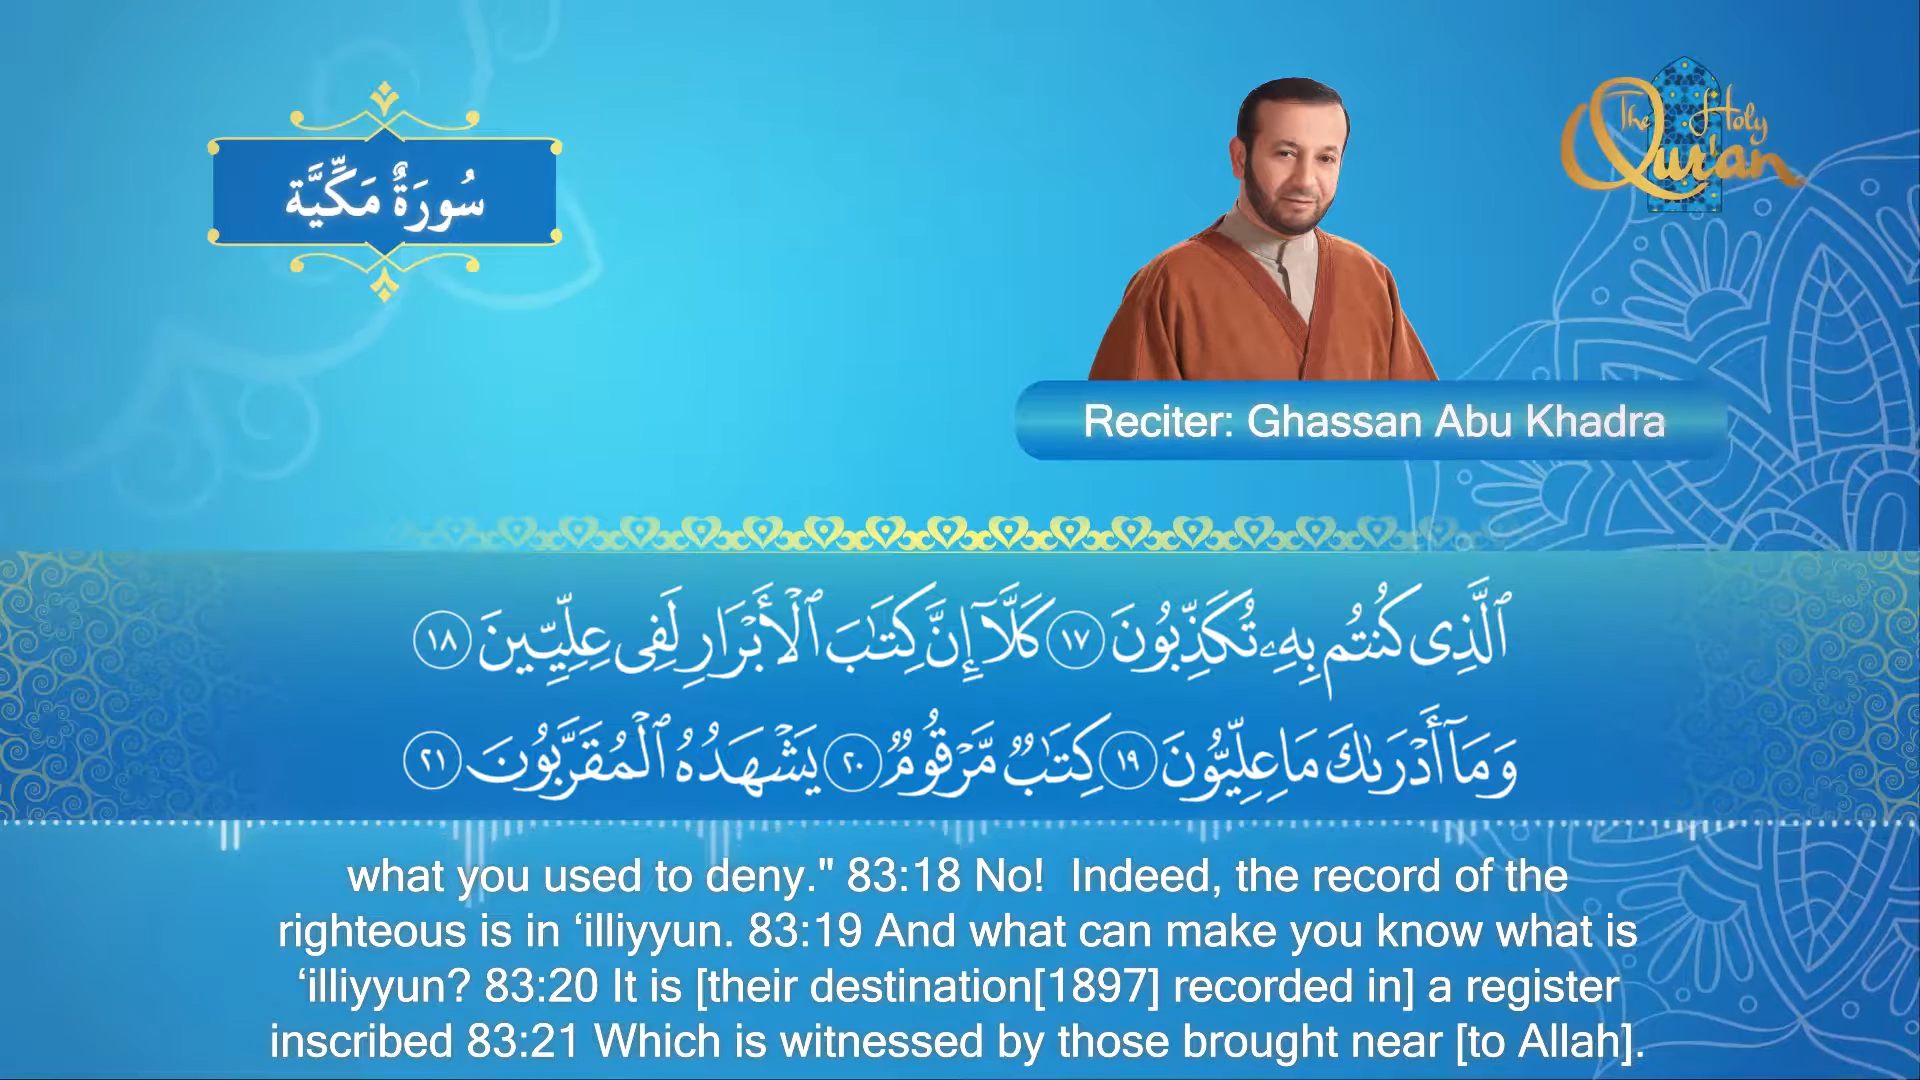 سُورَةٌ مَكِّيَّة
The Holy Qur'an
Reciter: Ghassan Abu Khadra
ٱلَّذِى كُنتُم بِهِۦ تُكَذِّبُونَ ١٧ كَلَّآ إِنَّ كِتَٰبَ ٱلْأَبْرَارِ لَفِى عِلِّيِّينَ ١٨
وَمَآ أَدْرَىٰكَ مَا عِلِّيُّونَ ١٩ كِتَٰبٌ مَّرْقُومٌ ٢٠ يَشْهَدُهُ ٱلْمُقَرَّبُونَ ٢١
what you used to deny." 83:18 No!  Indeed, the record of the
righteous is in ‘illiyyun. 83:19 And what can make you know what is
‘illiyyun? 83:20 It is [their destination[1897] recorded in] a register
inscribed 83:21 Which is witnessed by those brought near [to Allah].